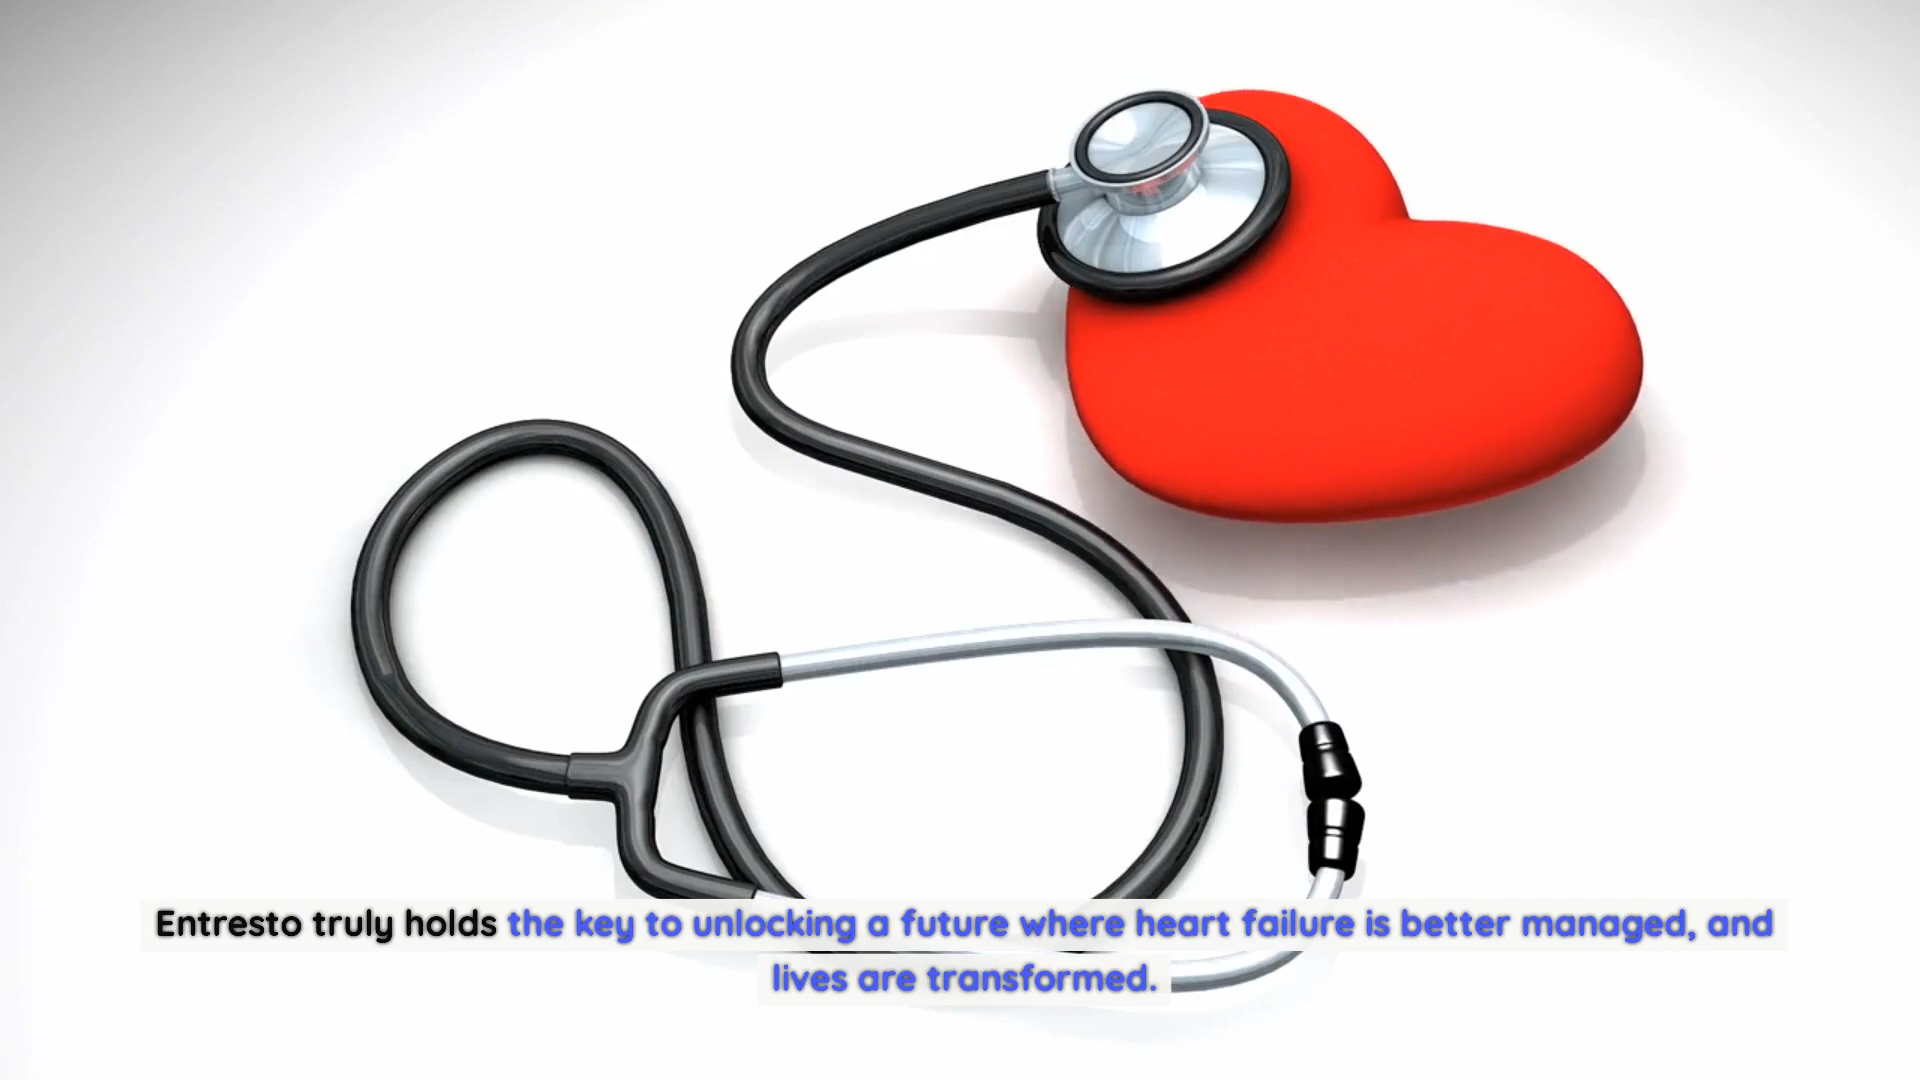 Entresto truly holds the key to unlocking a future where heart failure is better managed, and
lives are transformed.